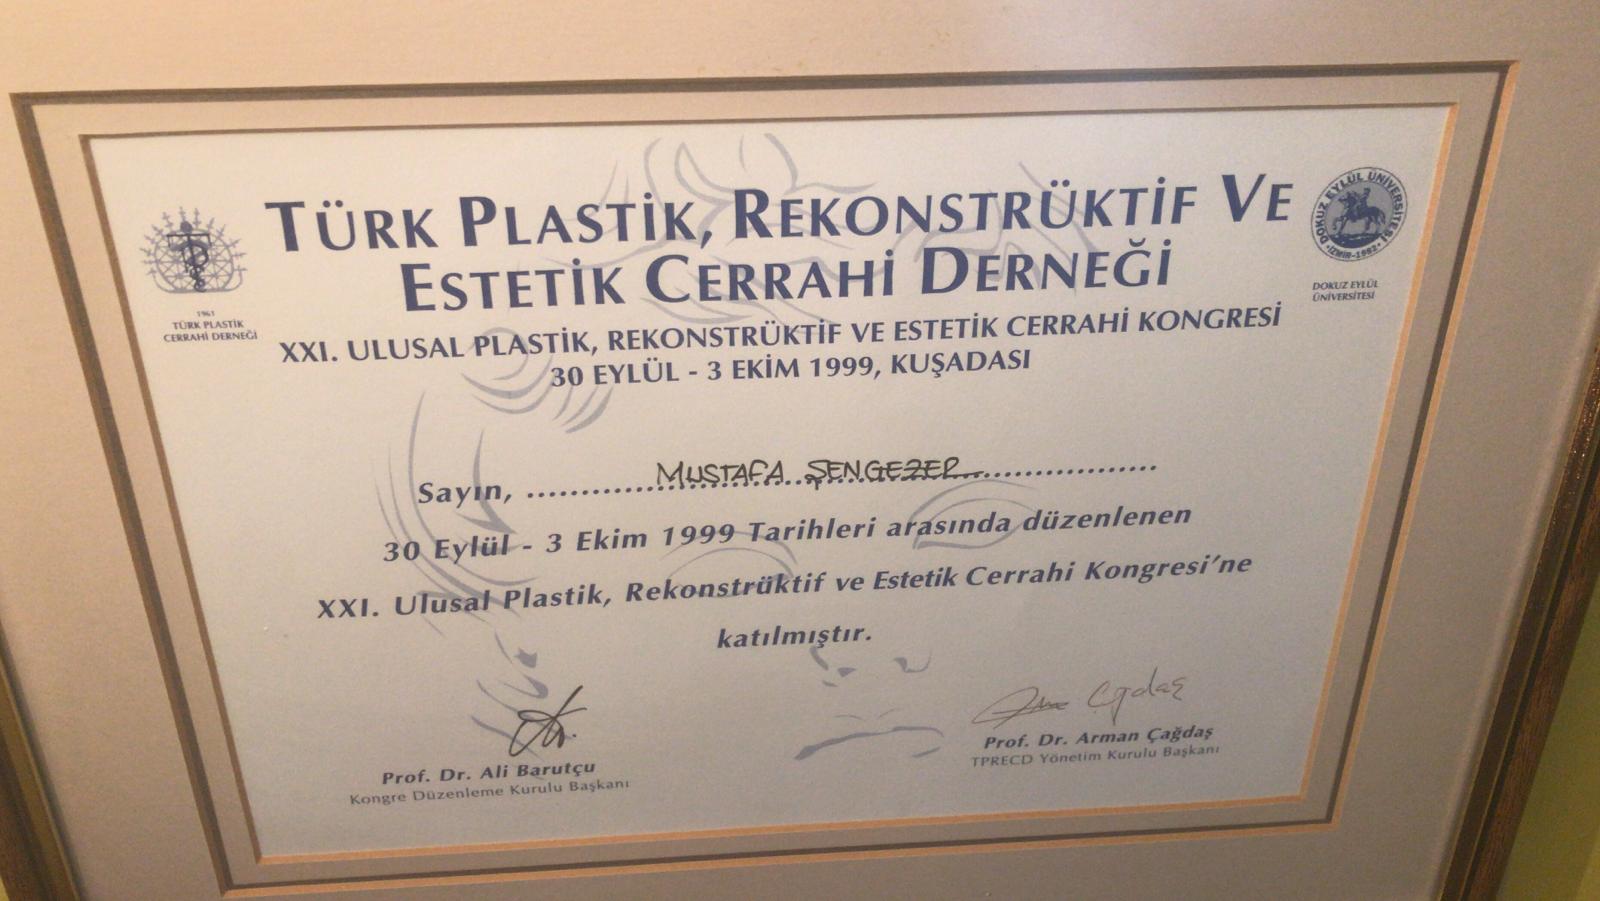 TÜRK PLASTİK, REKONSTRÜKTİF VE
ESTETİK CERRAHİ DERNEĞİ
1961
TÜRK PLASTİK
CERRAHİ DERNEĞİ
DOKUZ EYLÜL ÜNİVERSİTESİ
İZMİR-1982
DOKUZ EYLÜL
ÜNİVERSİTESİ
XXI. ULUSAL PLASTİK, REKONSTRÜKTİF VE ESTETİK CERRAHİ KONGRESİ
30 EYLÜL - 3 EKİM 1999, KUŞADASI
Sayın, MUSTAFA ŞENGEZER
30 Eylül - 3 Ekim 1999 Tarihleri arasında düzenlenen
XXI. Ulusal Plastik, Rekonstrüktif ve Estetik Cerrahi Kongresi'ne
katılmıştır.
Prof. Dr. Ali Barutçu
Kongre Düzenleme Kurulu Başkanı
Çağdaş
Prof. Dr. Arman Çağdaş
TPRECD Yönetim Kurulu Başkanı